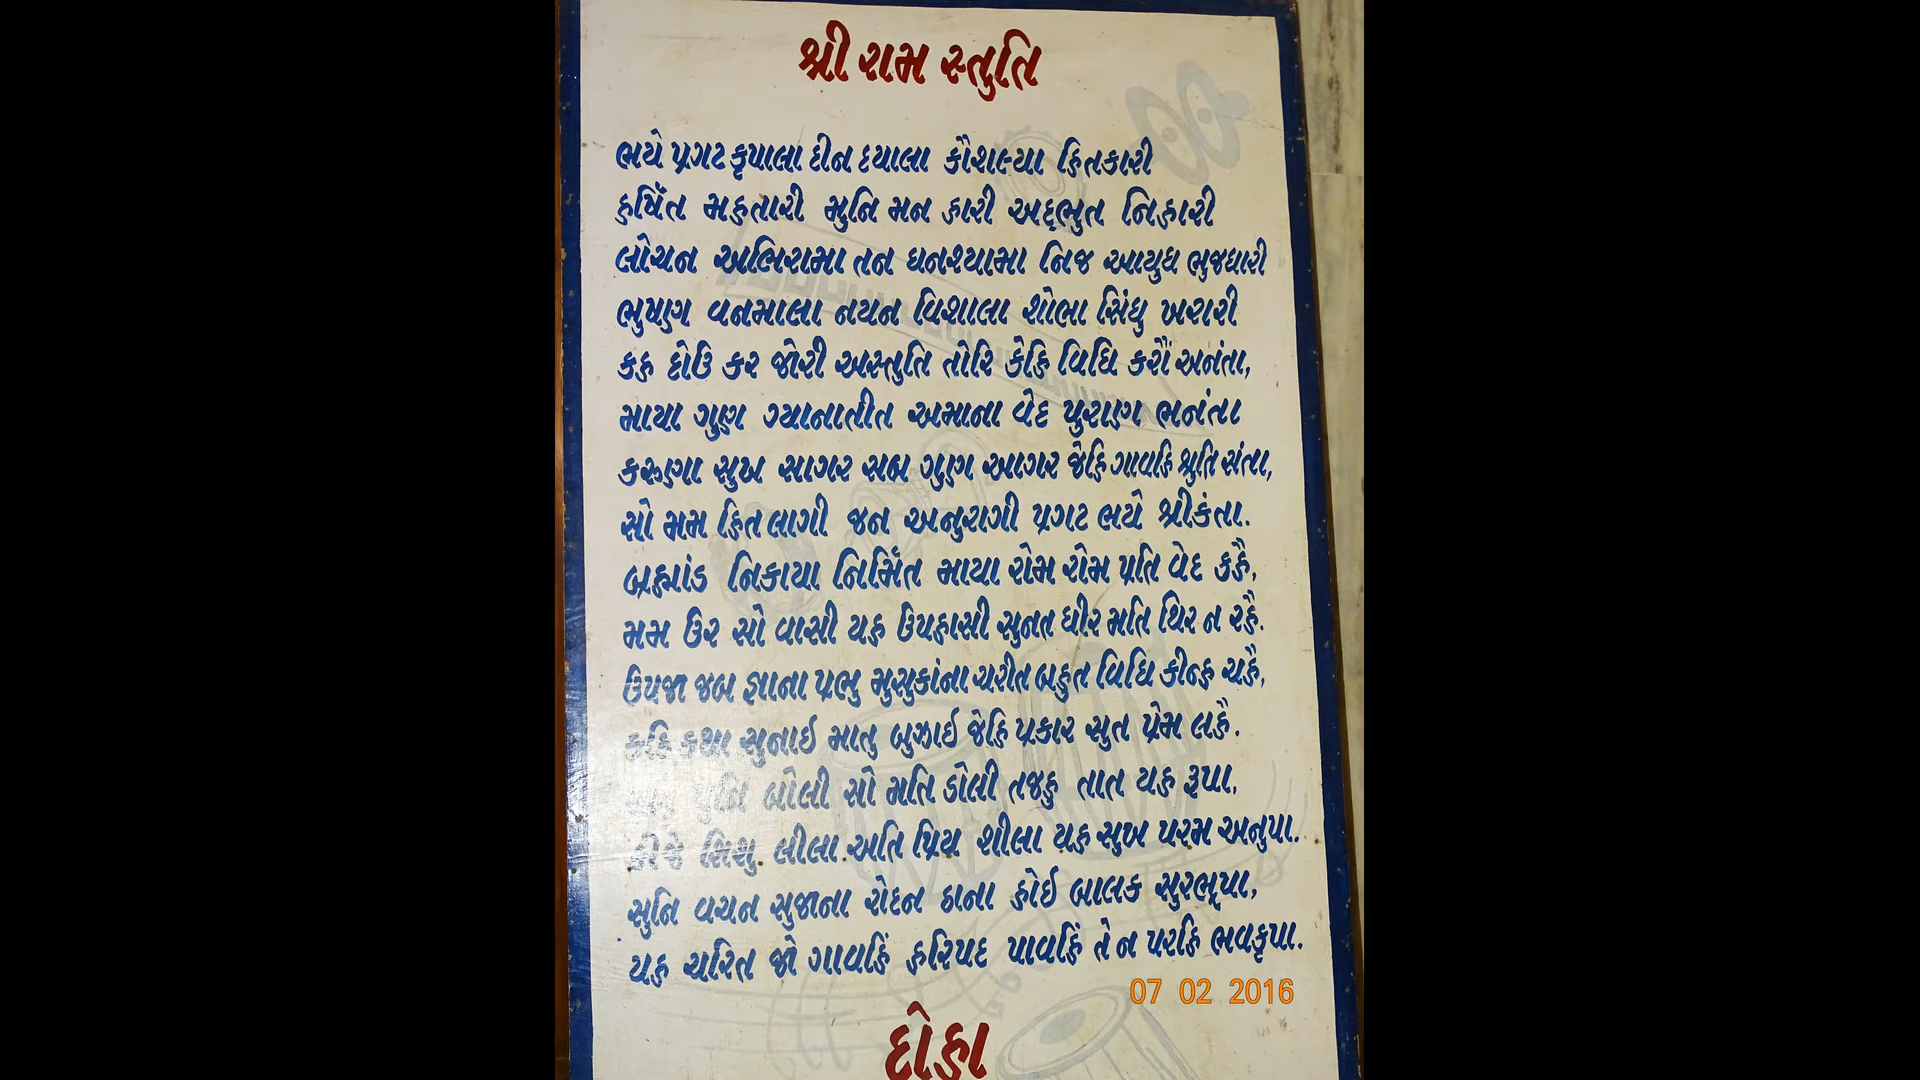 શ્રી રામ સ્તુતિ
ભયે પ્રગટ કૃપાલા દીન દયાલા કૌશલ્યા હિતકારી
હર્ષિત મહતારી મુનિ મન હારી અદ્ભુત નિહારી
લોચન અભિરામા તન ઘનશ્યામા નિજ આયુધ ભુજધારી
ભુષણ વનમાલા નયન વિશાલા શોભા સિંધુ ખરારી
કહ દોઉ કર જોરી અસ્તુતિ તોરિ કેહિ વિધિ કરૌં અનંતા,
માયા ગુણ ગ્યાનાતીત અમાના વેદ પુરાણ ભનંતા
કરુણા સુખ સાગર સબ ગુણ આગર જેહિ ગાવહિ શ્રુતિ સંતા,
સો મમ હિત લાગી જન અનુરાગી પ્રગટ ભયે શ્રીકંતા.
બ્રહ્માંડ નિકાયા નિર્મિત માયા રોમ રોમ પ્રતિ વેદ કહૈ,
મમ ઉર સો વાસી યહ ઉપહાસી સુનત ધીર મતિ થિર ન રહૈ.
ઉપજા જબ જ્ઞાના પ્રભુ મુસુકાંના ચરીત બહુત વિધિ કીન્હ ચહૈ,
કહિ કથા સુનાઇ માતુ બુઝાઇ જેહિ પ્રકાર સુત પ્રેમ લહૈ.
પુનિ બોલી સો મતિ ડોલી તજહુ તાત યહ રૂપા,
કીજે શિશુ લીલા અતિ પ્રિય શીલા યહ સુખ પરમ અનુપા.
સુનિ વચન સુજાના રોદન ઠાના હોઈ બાલક સુરભૂપા,
યહ ચરિત જો ગાવહિં હરિપદ પાવહિં તે ન પરહિ ભવકૃપા.
07 02 2016
દોહા